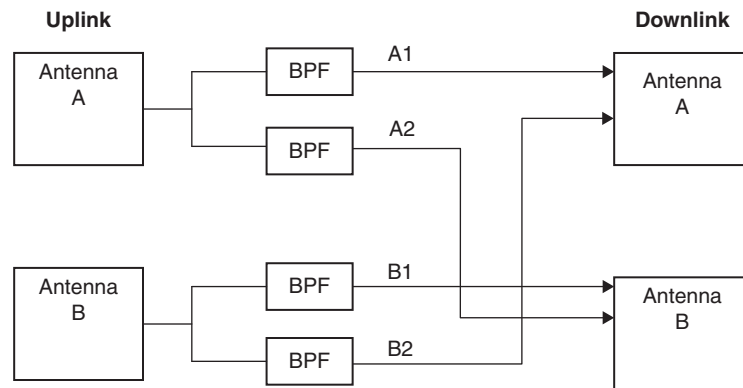 Uplink
Downlink
Antenna
A
BPF
A1
Antenna
A
BPF
A2
Antenna
B
BPF
B1
Antenna
B
BPF
B2